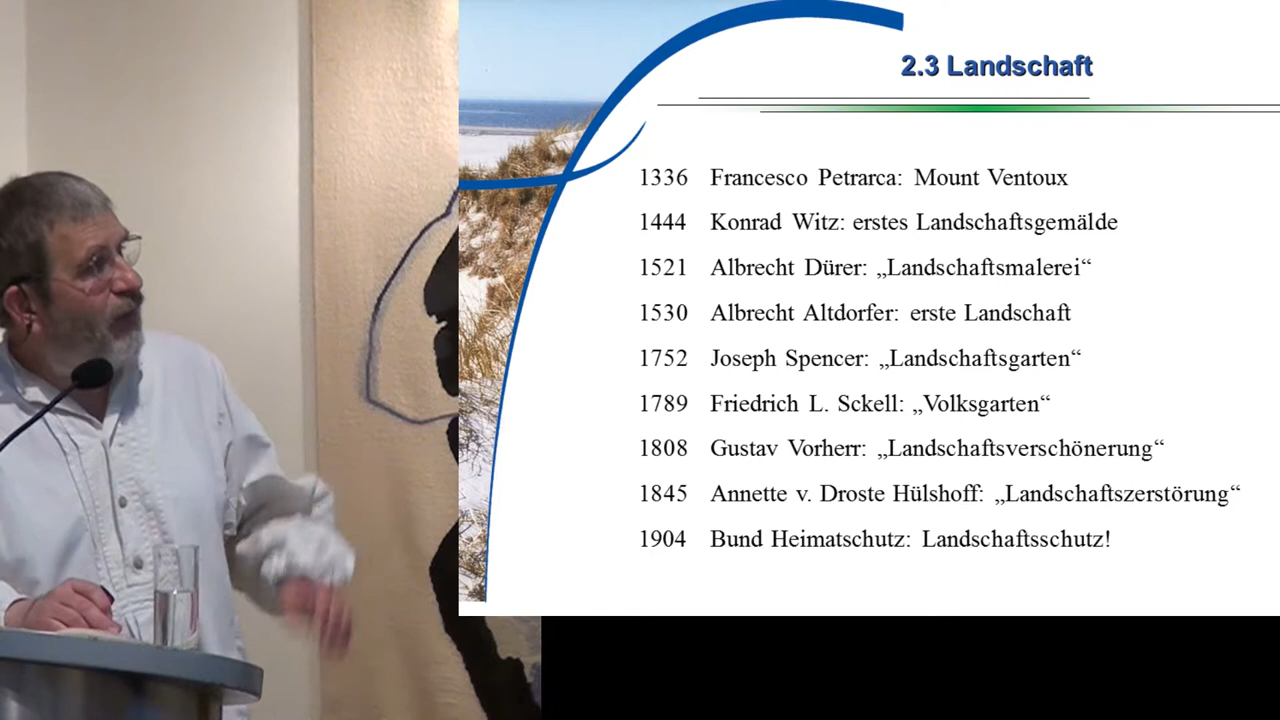 2.3 Landschaft
1336 Francesco Petrarca: Mount Ventoux
1444 Konrad Witz: erstes Landschaftsgemälde
1521 Albrecht Dürer: „Landschaftsmalerei“
1530 Albrecht Altdorfer: erste Landschaft
1752 Joseph Spencer: „Landschaftsgarten“
1789 Friedrich L. Sckell: „Volksgarten“
1808 Gustav Vorherr: „Landschaftsverschönerung“
1845 Annette v. Droste Hülshoff: „Landschaftszerstörung“
1904 Bund Heimatschutz: Landschaftsschutz!